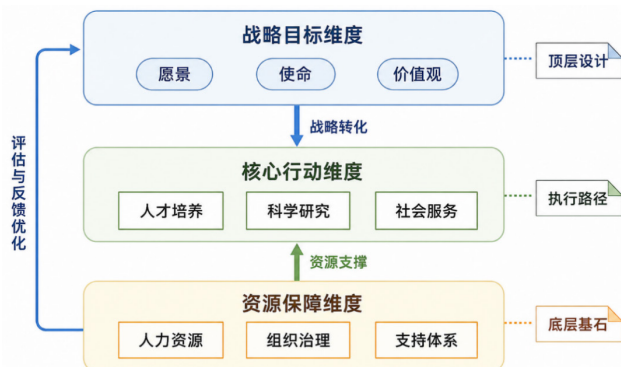 战略目标维度
愿景
使命
价值观
顶层设计
战略转化
评估与反馈优化
核心行动维度
人才培养
科学研究
社会服务
执行路径
资源支撑
资源保障维度
人力资源
组织治理
支持体系
底层基石